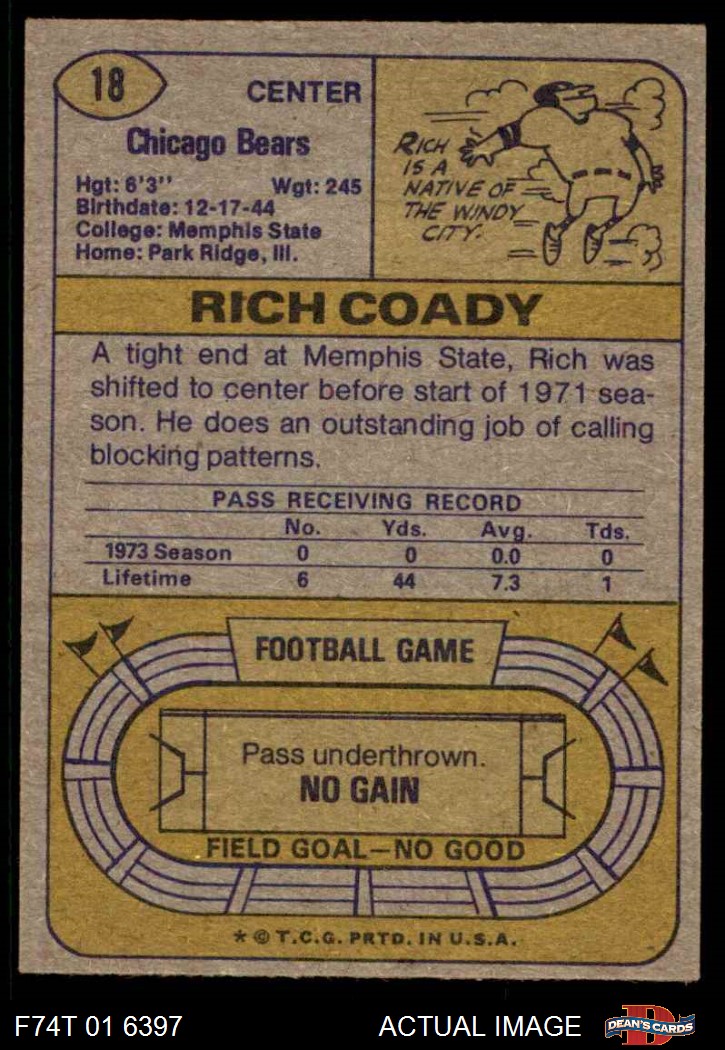 18
CENTER
Chicago Bears
Hgt: 6'3" Wgt: 245
Birthdate: 12-17-44
College: Memphis State
Home: Park Ridge, Ill.
RICH
IS A
NATIVE OF
THE WINDY
CITY.
RICH COADY
A tight end at Memphis State, Rich was
shifted to center before start of 1971 sea-
son. He does an outstanding job of calling
blocking patterns.
PASS RECEIVING RECORD
No. Yds. Avg. Tds.
1973 Season 0 0 0.0 0
Lifetime 6 44 7.3 1
FOOTBALL GAME
Pass underthrown.
NO GAIN
FIELD GOAL—NO GOOD
* © T.C.G. PRTD. IN U.S.A.
F74T 01 6397 ACTUAL IMAGE
D
DEAN'S CARDS